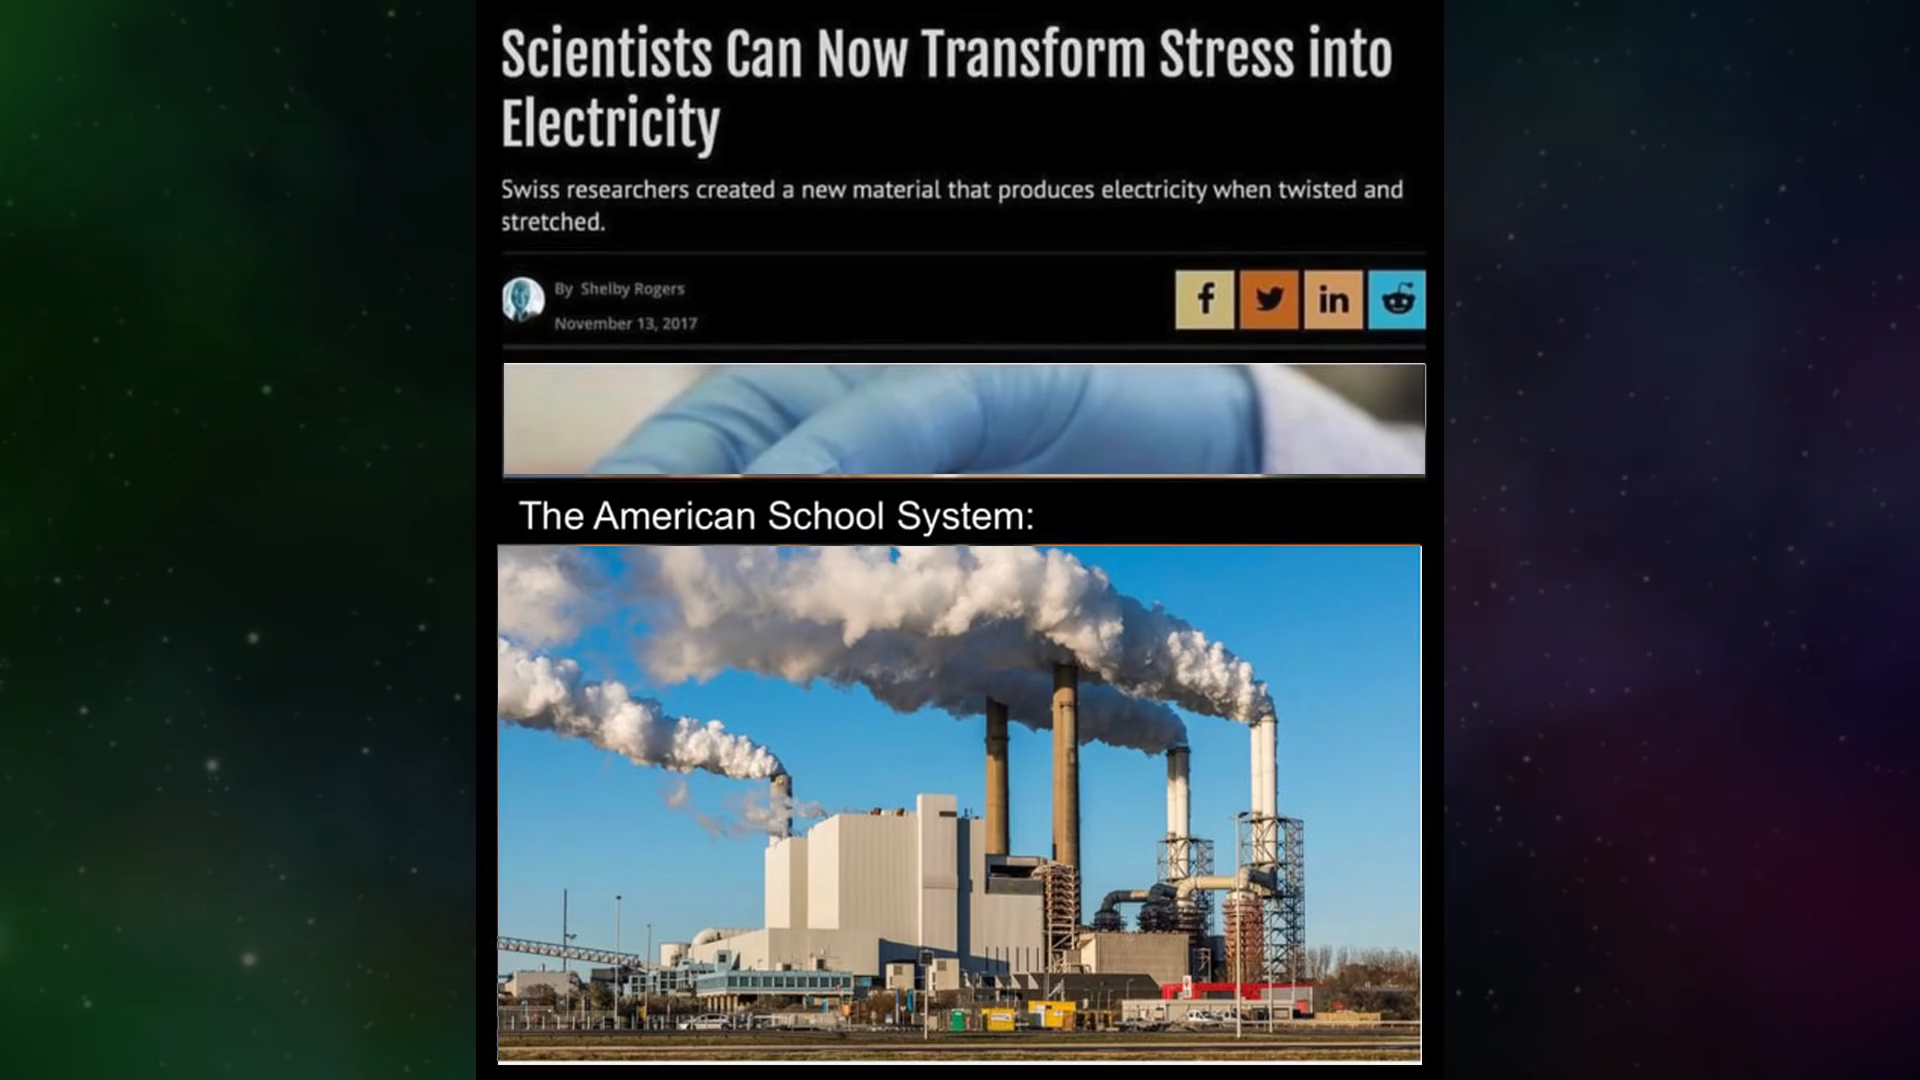 Scientists Can Now Transform Stress into
Electricity
Swiss researchers created a new material that produces electricity when twisted and
stretched.
By Shelby Rogers
November 13, 2017
The American School System: